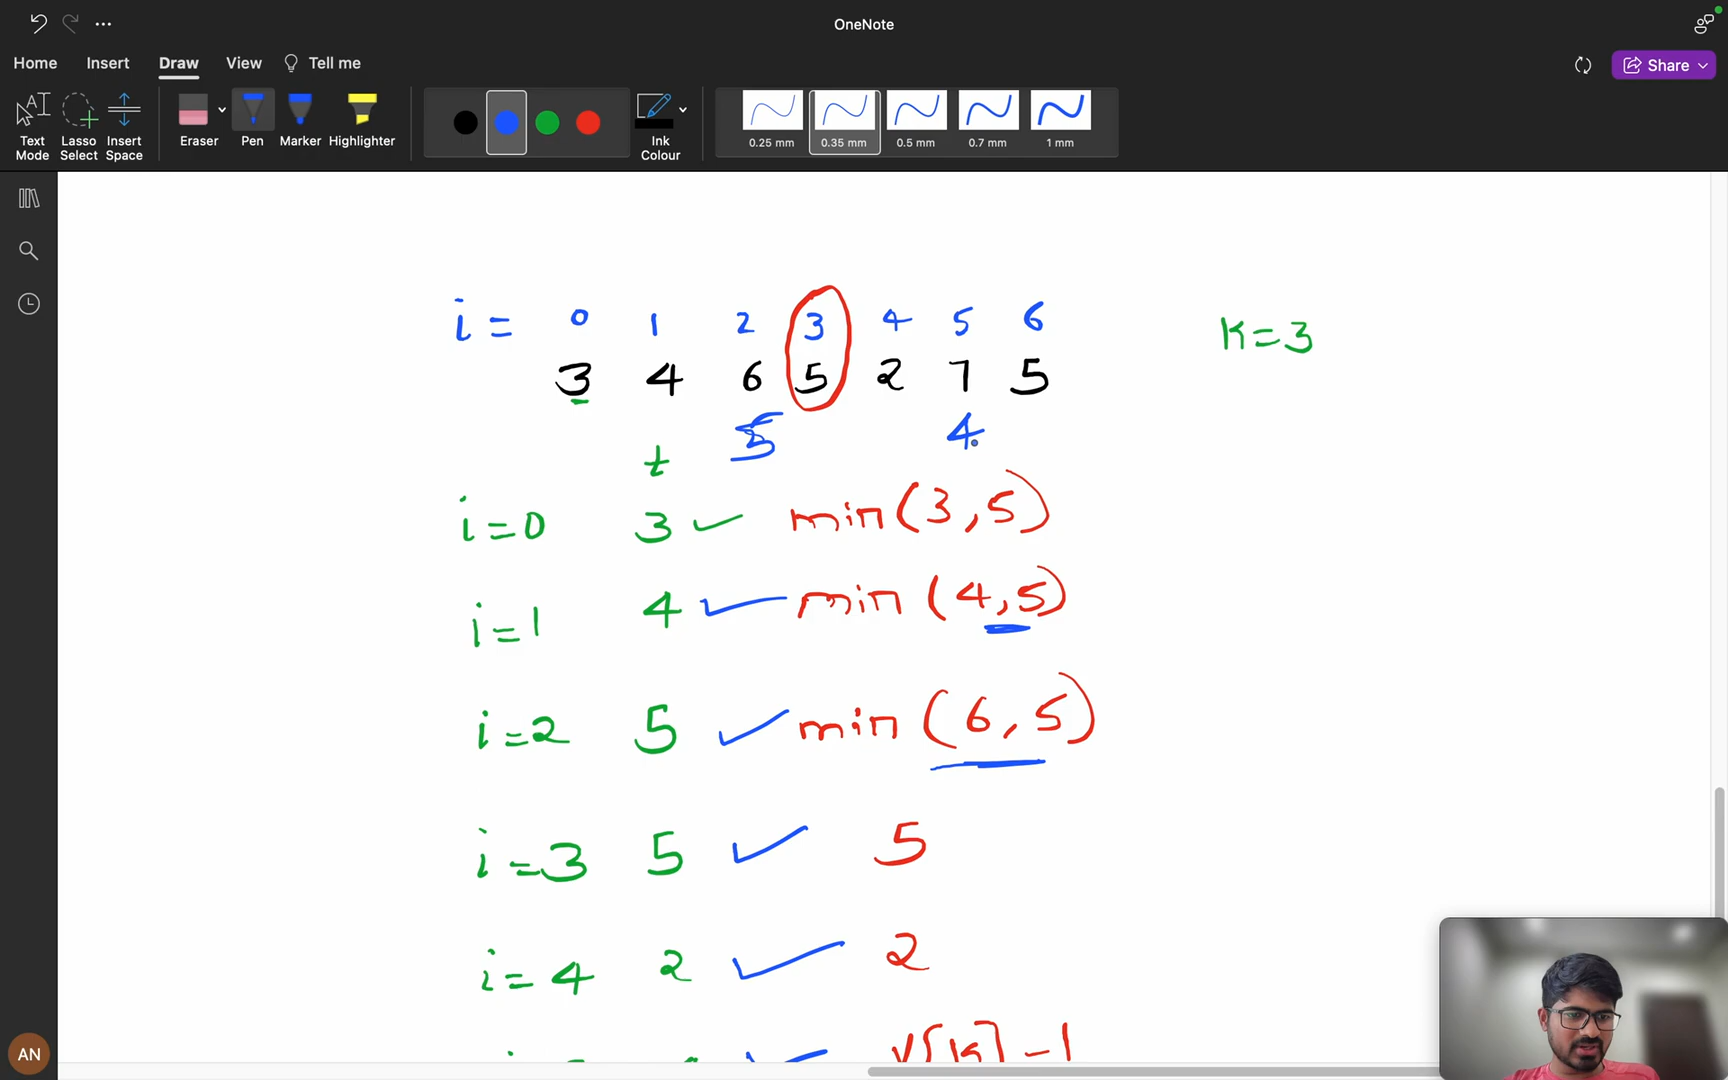 OneNote
Home Insert Draw View Tell me
Share
Text Mode
Lasso Select
Insert Space
Eraser
Pen
Marker
Highlighter
Ink Colour
0.25 mm
0.35 mm
0.5 mm
0.7 mm
1 mm
i = 0 1 2 3 4 5 6
3 4 6 5 2 7 5
K=3
5 4
t
i=0 3 min(3,5)
i=1 4 min (4,5)
i=2 5 min (6,5)
i=3 5 5
i=4 2 2
V[k]-1
AN